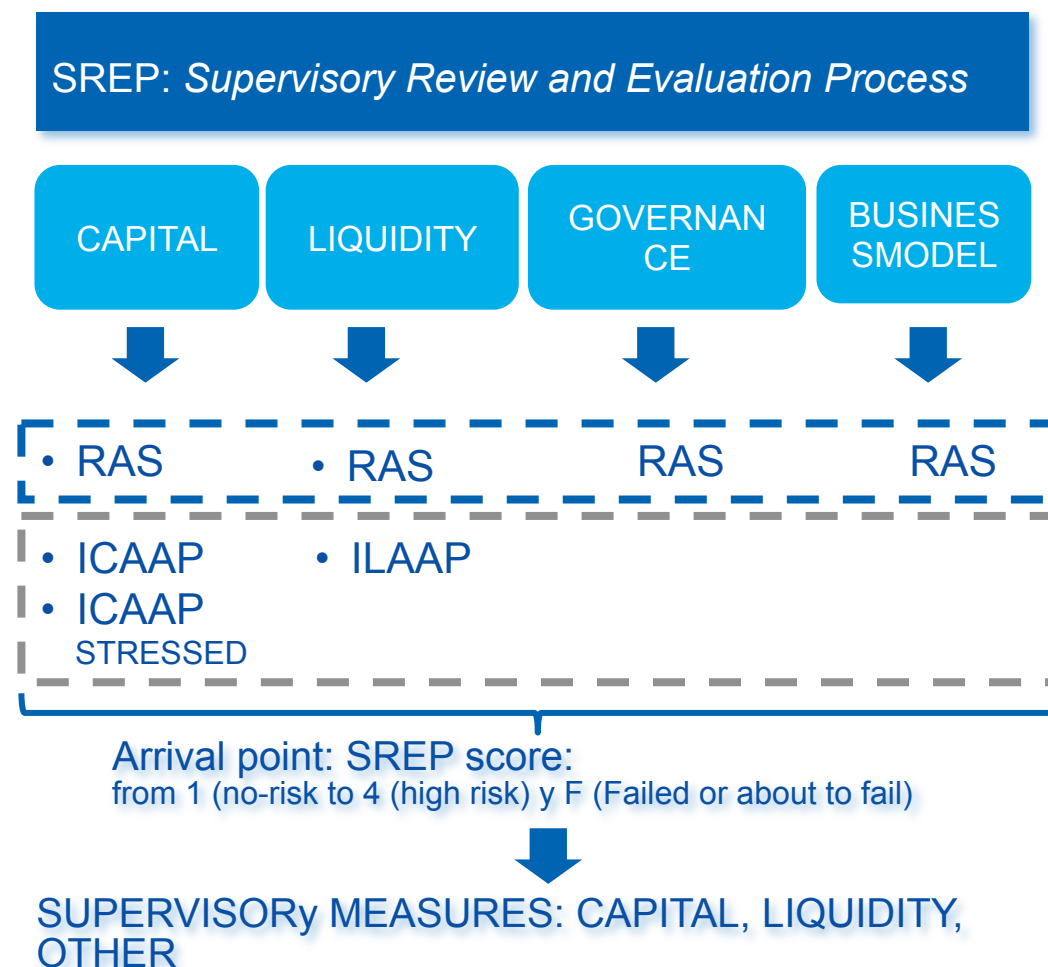 SREP: Supervisory Review and Evaluation Process
CAPITAL
LIQUIDITY
GOVERNAN
CE
BUSINES
SMODEL
• RAS
• RAS
RAS
RAS
• ICAAP
• ILAAP
• ICAAP
STRESSED
Arrival point: SREP score:
from 1 (no-risk to 4 (high risk) y F (Failed or about to fail)
SUPERVISORy MEASURES: CAPITAL, LIQUIDITY,
OTHER